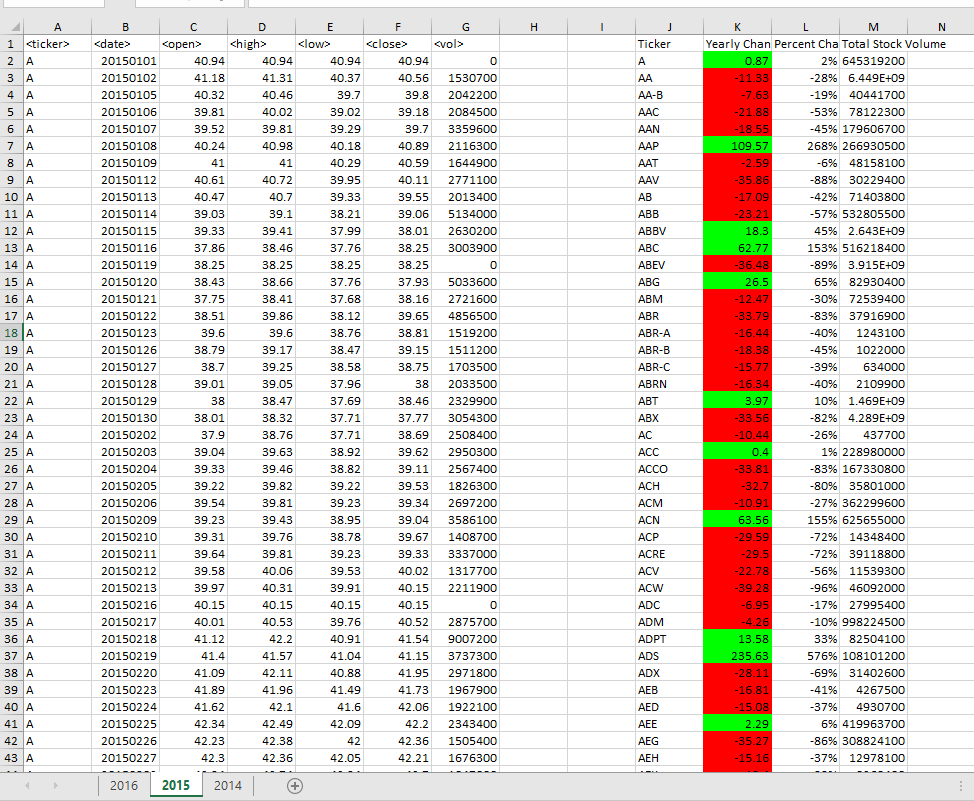 A B C D E F G H I J K L M N
1 <ticker> <date> <open> <high> <low> <close> <vol> Ticker Yearly Chan Percent Cha Total Stock Volume
2 A 20150101 40.94 40.94 40.94 40.94 0 A 0.87 2% 645319200
3 A 20150102 41.18 41.31 40.37 40.56 1530700 AA -11.33 -28% 6.449E+09
4 A 20150105 40.32 40.46 39.7 39.8 2042200 AA-B -7.63 -19% 40441700
5 A 20150106 39.81 40.02 39.02 39.18 2084500 AAC -21.88 -53% 78122300
6 A 20150107 39.52 39.81 39.29 39.7 3359600 AAN -18.55 -45% 179606700
7 A 20150108 40.24 40.98 40.18 40.89 2116300 AAP 109.57 268% 266930500
8 A 20150109 41 41 40.29 40.59 1644900 AAT -2.59 -6% 48158100
9 A 20150112 40.61 40.72 39.95 40.11 2771100 AAV -35.86 -88% 30229400
10 A 20150113 40.47 40.7 39.33 39.55 2013400 AB -17.09 -42% 71403800
11 A 20150114 39.03 39.1 38.21 39.06 5134000 ABB -23.21 -57% 532805500
12 A 20150115 39.33 39.41 37.99 38.01 2630200 ABBV 18.3 45% 2.643E+09
13 A 20150116 37.86 38.46 37.76 38.25 3003900 ABC 62.77 153% 516218400
14 A 20150119 38.25 38.25 38.25 38.25 0 ABEV -36.48 -89% 3.915E+09
15 A 20150120 38.43 38.66 37.76 37.93 5033600 ABG 26.5 65% 82930400
16 A 20150121 37.75 38.41 37.68 38.16 2721600 ABM -12.47 -30% 72539400
17 A 20150122 38.51 39.86 38.12 39.65 4856500 ABR -33.79 -83% 37916900
18 A 20150123 39.6 39.6 38.76 38.81 1519200 ABR-A -16.44 -40% 1243100
19 A 20150126 38.79 39.17 38.47 39.15 1511200 ABR-B -18.38 -45% 1022000
20 A 20150127 38.7 39.25 38.58 38.75 1703500 ABR-C -15.77 -39% 634000
21 A 20150128 39.01 39.05 37.96 38 2033500 ABRN -16.34 -40% 2109900
22 A 20150129 38 38.47 37.69 38.46 2329900 ABT 3.97 10% 1.469E+09
23 A 20150130 38.01 38.32 37.71 37.77 3054300 ABX -33.56 -82% 4.289E+09
24 A 20150202 37.9 38.76 37.71 38.69 2508400 AC -10.44 -26% 437700
25 A 20150203 39.04 39.63 38.92 39.62 2950300 ACC 0.4 1% 228980000
26 A 20150204 39.33 39.46 38.82 39.11 2567400 ACCO -33.81 -83% 167330800
27 A 20150205 39.22 39.82 39.22 39.53 1826300 ACH -32.7 -80% 35801000
28 A 20150206 39.54 39.81 39.23 39.34 2697200 ACM -10.91 -27% 362299600
29 A 20150209 39.23 39.43 38.95 39.04 3586100 ACN 63.56 155% 625655000
30 A 20150210 39.31 39.76 38.78 39.67 1408700 ACP -29.59 -72% 14348400
31 A 20150211 39.64 39.81 39.23 39.33 3337000 ACRE -29.5 -72% 39118800
32 A 20150212 39.58 40.06 39.53 40.02 1317700 ACV -22.78 -56% 11539300
33 A 20150213 39.97 40.31 39.91 40.15 2211900 ACW -39.28 -96% 46092000
34 A 20150216 40.15 40.15 40.15 40.15 0 ADC -6.95 -17% 27995400
35 A 20150217 40.01 40.53 39.76 40.52 2875700 ADM -4.26 -10% 998224500
36 A 20150218 41.12 42.2 40.91 41.54 9007200 ADPT 13.58 33% 82504100
37 A 20150219 41.4 41.57 41.04 41.15 3737300 ADS 235.63 576% 108101200
38 A 20150220 41.09 42.11 40.88 41.95 2971800 ADX -28.11 -69% 31402600
39 A 20150223 41.89 41.96 41.49 41.73 1967900 AEB -16.81 -41% 4267500
40 A 20150224 41.62 42.1 41.6 42.06 1922100 AED -15.08 -37% 4930700
41 A 20150225 42.34 42.49 42.09 42.2 2343400 AEE 2.29 6% 419963700
42 A 20150226 42.23 42.38 42 42.36 1505400 AEG -35.27 -86% 308824100
43 A 20150227 42.3 42.36 42.05 42.21 1676300 AEH -15.16 -37% 12978100
2016 2015 2014